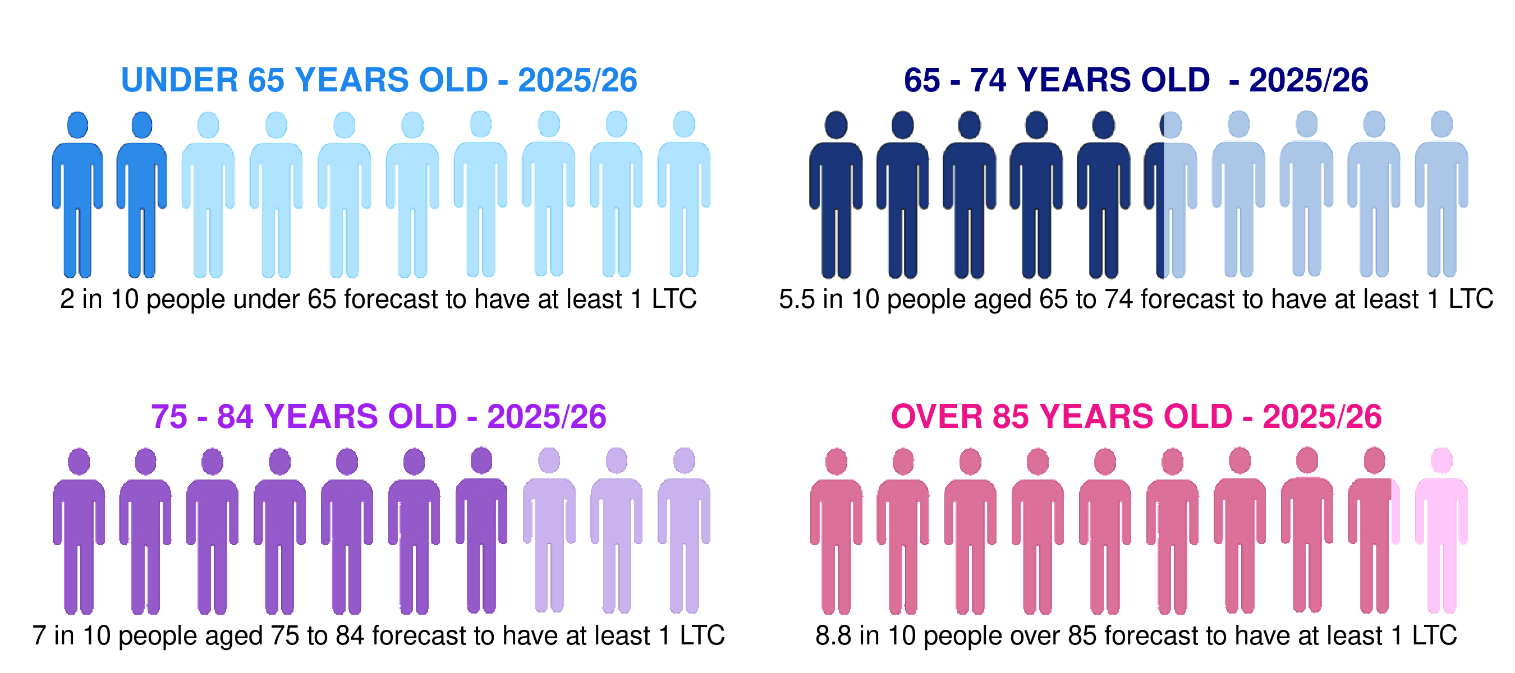 UNDER 65 YEARS OLD - 2025/26
2 in 10 people under 65 forecast to have at least 1 LTC
65 - 74 YEARS OLD - 2025/26
5.5 in 10 people aged 65 to 74 forecast to have at least 1 LTC
75 - 84 YEARS OLD - 2025/26
7 in 10 people aged 75 to 84 forecast to have at least 1 LTC
OVER 85 YEARS OLD - 2025/26
8.8 in 10 people over 85 forecast to have at least 1 LTC